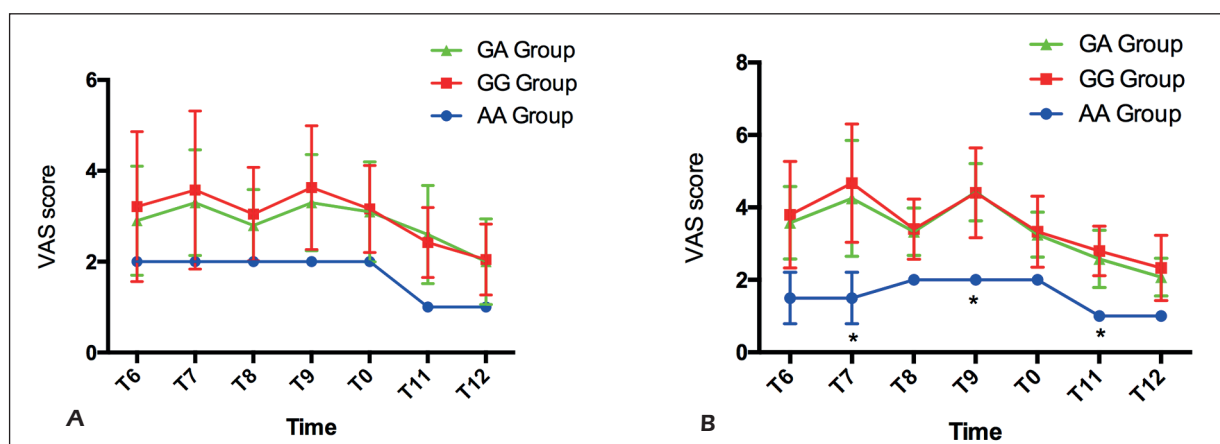 GA Group
GG Group
AA Group
6
4
2
0
VAS score
T6 T7 T8 T9 T0 T11 T12
Time
A
GA Group
GG Group
AA Group
8
6
4
2
0
VAS score
* * *
T6 T7 T8 T9 T0 T11 T12
Time
B